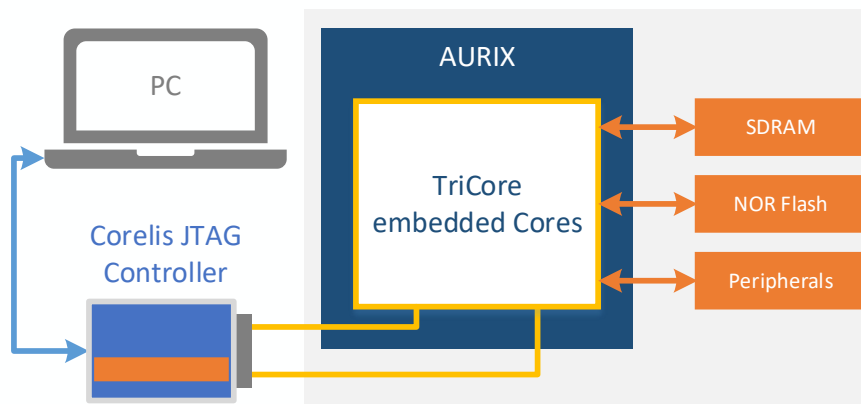 PC
AURIX
TriCore
embedded Cores
SDRAM
NOR Flash
Peripherals
Corelis JTAG
Controller